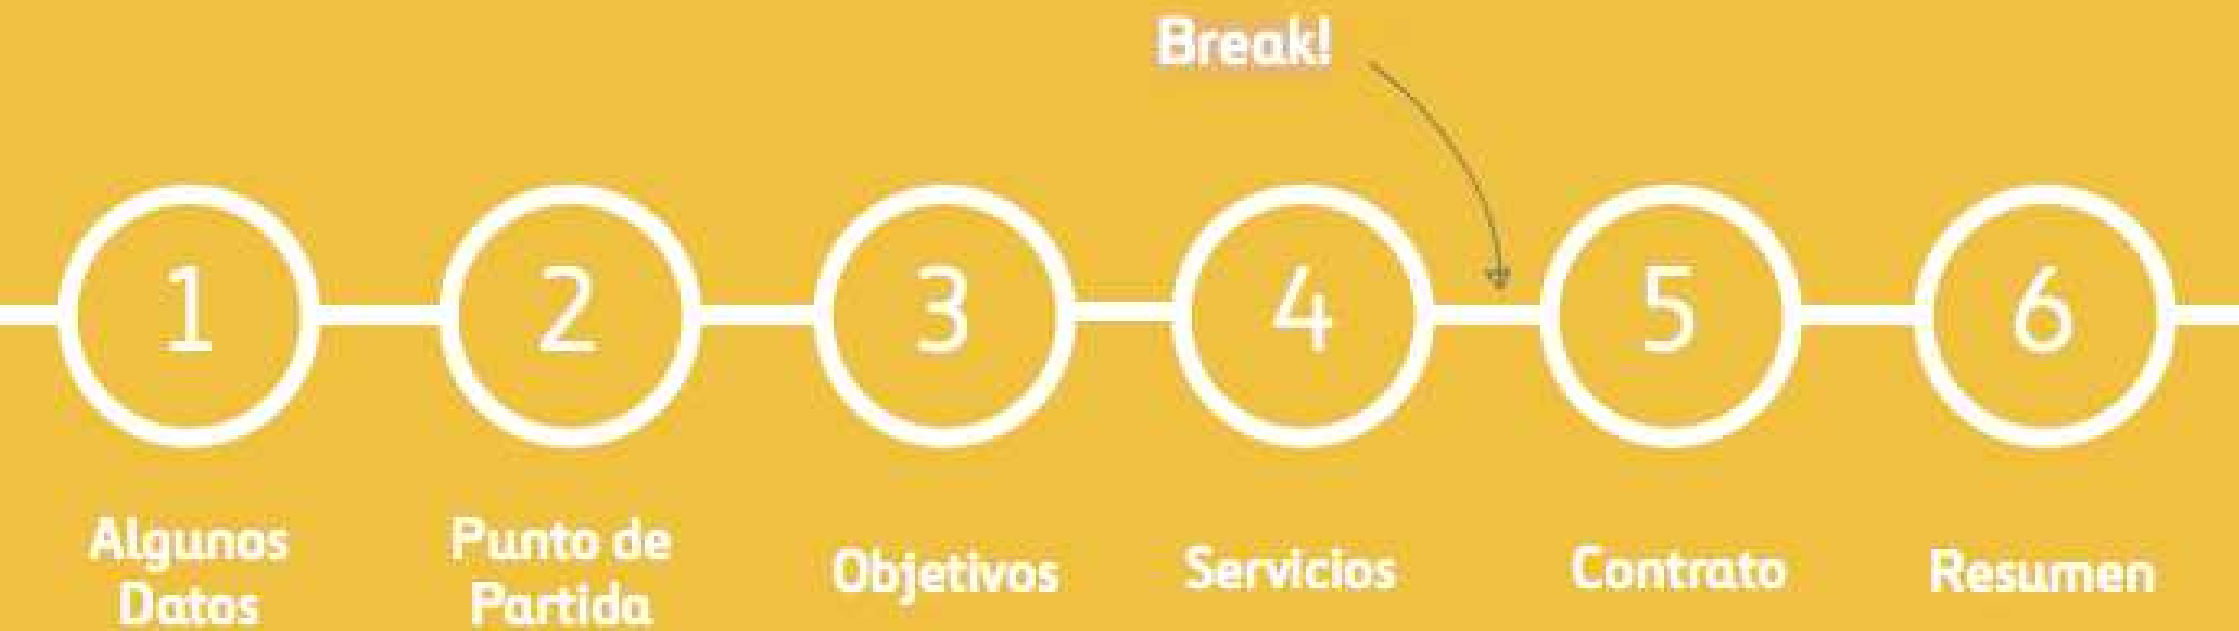 Break!
1
2
3
4
5
6
Algunos
Datos
Punto de
Partida
Objetivos
Servicios
Contrato
Resumen